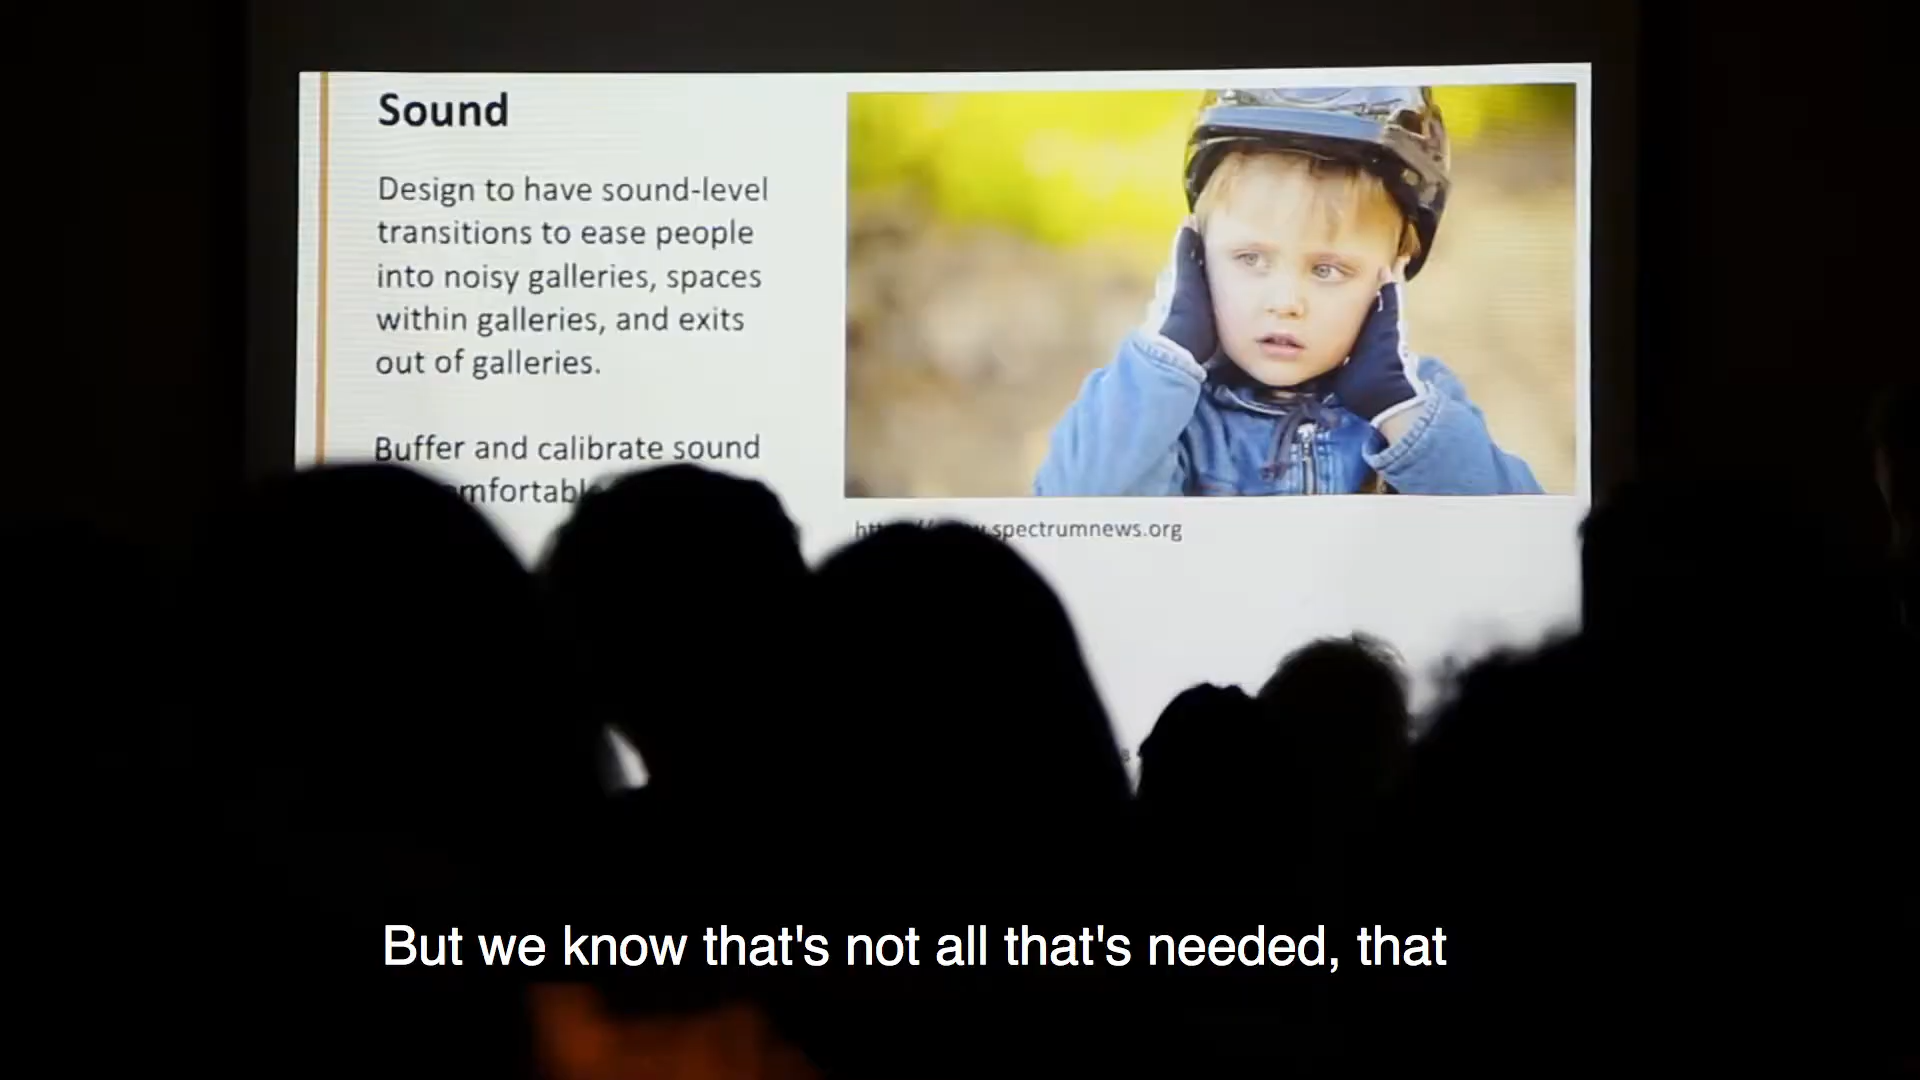 Sound
Design to have sound-level
transitions to ease people
into noisy galleries, spaces
within galleries, and exits
out of galleries.
Buffer and calibrate sound
spectrumnews.org
But we know that's not all that's needed, that